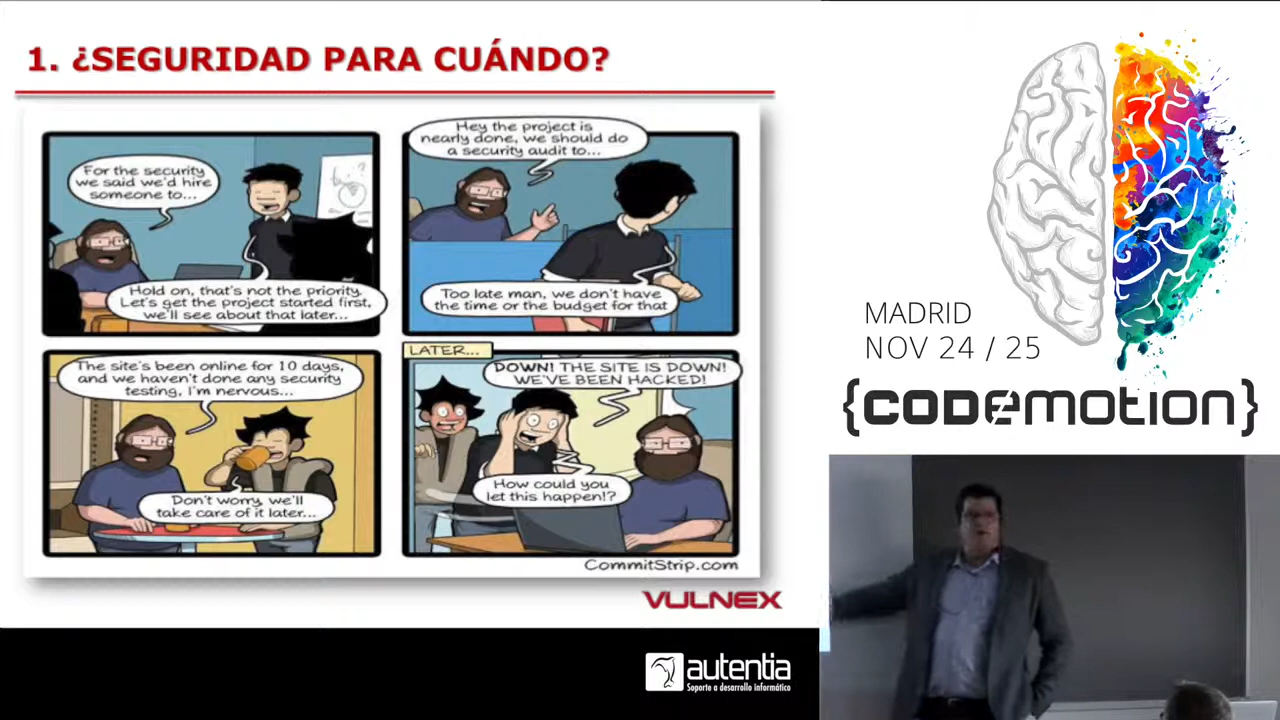 1. ¿SEGURIDAD PARA CUÁNDO?
For the security
we said we'd hire
someone to...
Hold on, that's not the priority.
Let's get the project started first,
we'll see about that later...
Hey the project is
nearly done, we should do
a security audit to...
Too late man, we don't have
the time or the budget for that
The site's been online for 10 days,
and we haven't done any security
testing, I'm nervous...
Don't worry, we'll
take care of it later...
LATER...
DOWN! THE SITE IS DOWN!
WE'VE BEEN HACKED!
How could you
let this happen!?
CommitStrip.com
VULNEX
autentia
Soporte a desarrollo informático
MADRID
NOV 24 / 25
{CODEMOTION}